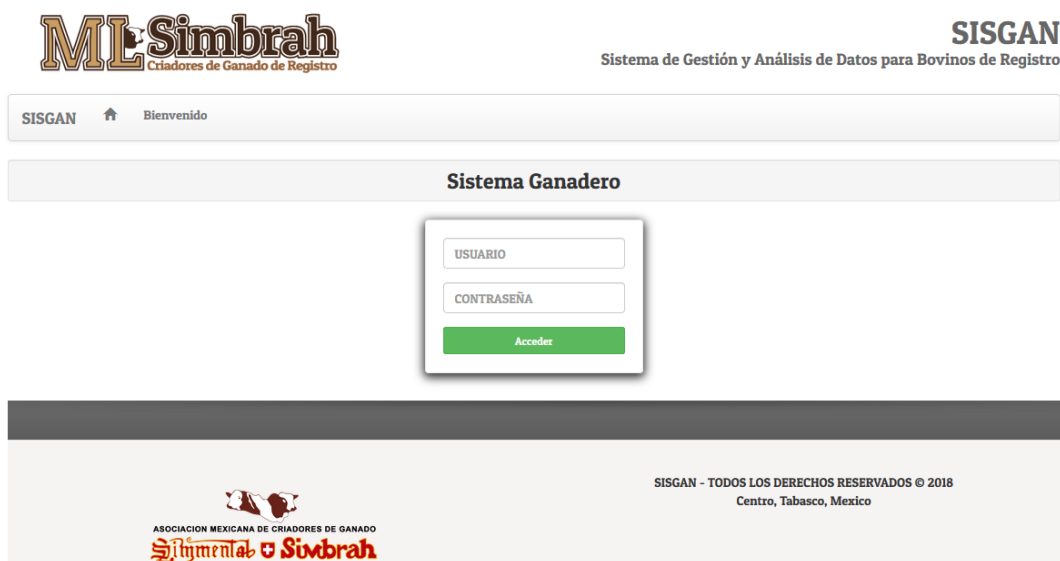 ML Simbrah
Criadores de Ganado de Registro
SISGAN
Sistema de Gestión y Análisis de Datos para Bovinos de Registro
SISGAN Bienvenido
Sistema Ganadero
USUARIO
CONTRASEÑA
Acceder
SISGAN - TODOS LOS DERECHOS RESERVADOS © 2018
Centro, Tabasco, Mexico
ASOCIACION MEXICANA DE CRIADORES DE GANADO
Simmental Simbrah